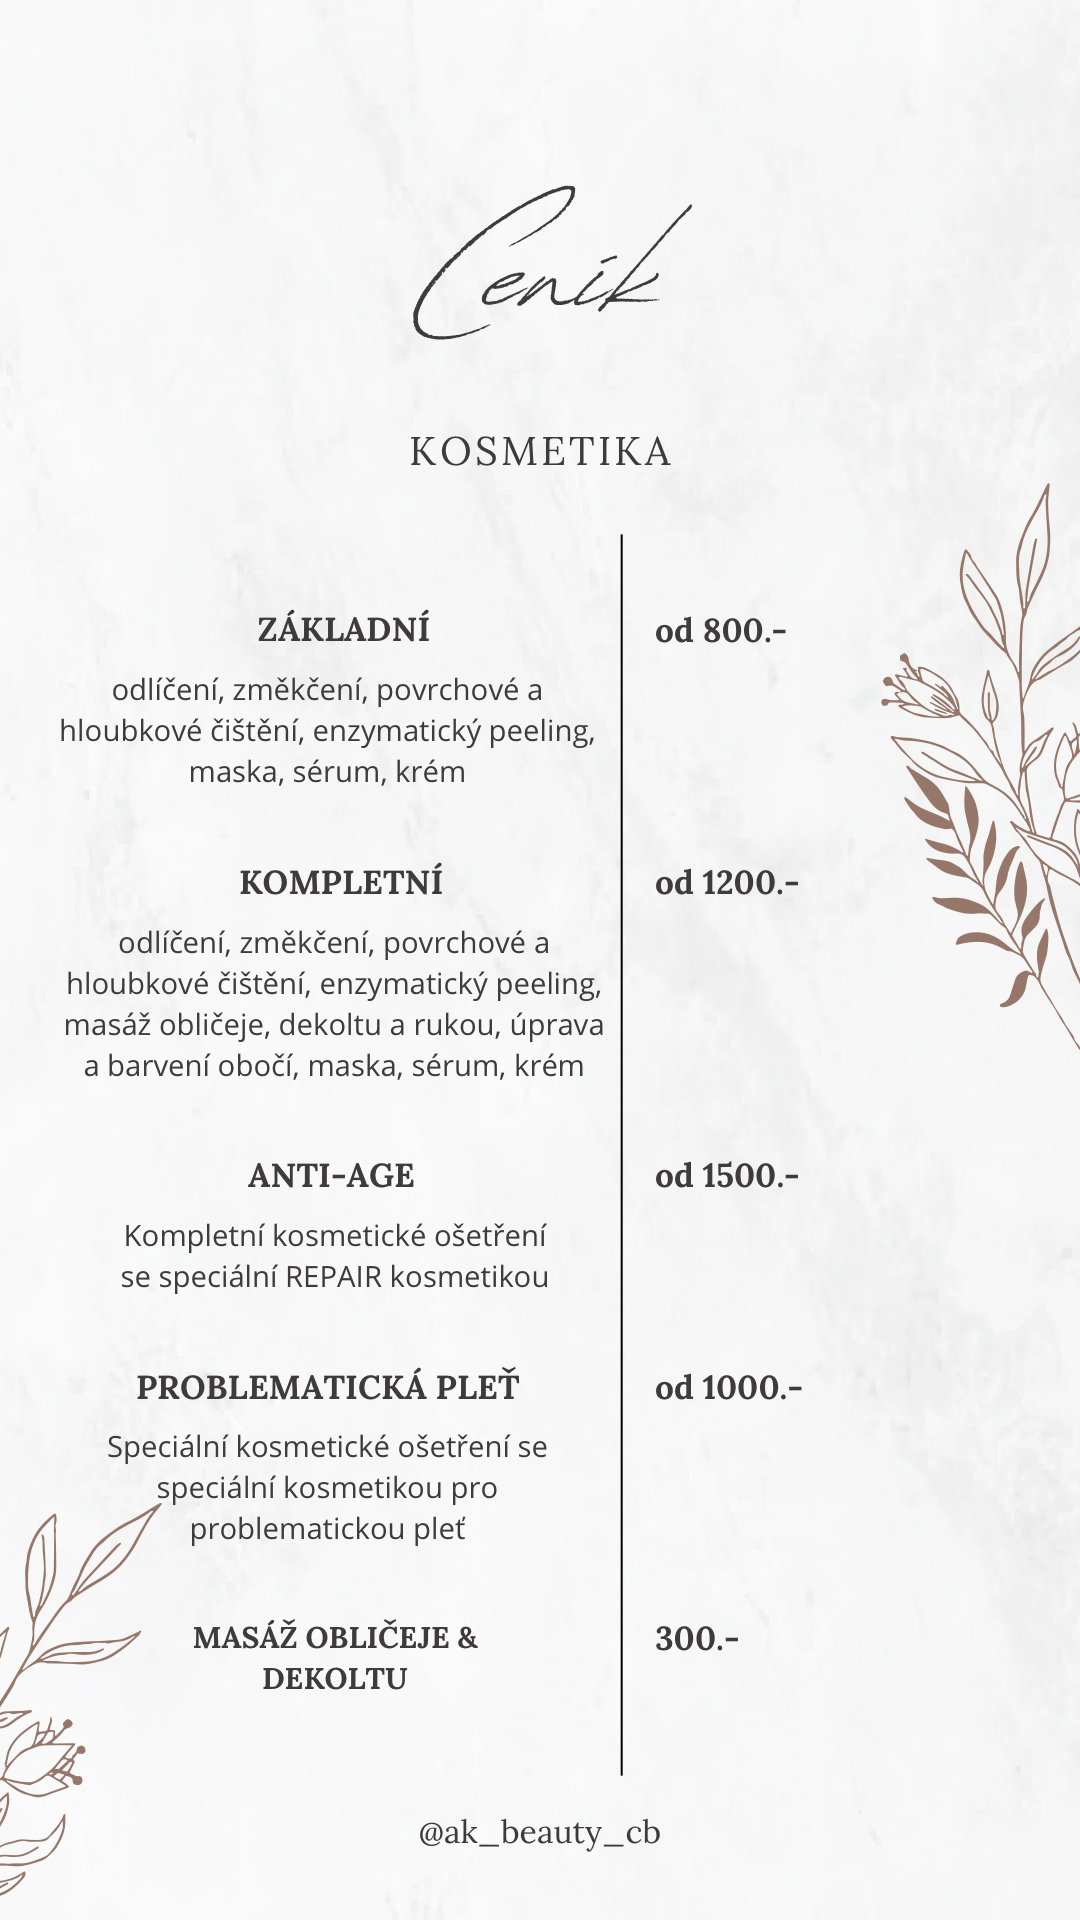 Ceník
KOSMETIKA
ZÁKLADNÍ
od 800.-
odlíčení, změkčení, povrchové a
hloubkové čištění, enzymatický peeling,
maska, sérum, krém
KOMPLETNÍ
od 1200.-
odlíčení, změkčení, povrchové a
hloubkové čištění, enzymatický peeling,
masáž obličeje, dekoltu a rukou, úprava
a barvení obočí, maska, sérum, krém
ANTI-AGE
od 1500.-
Kompletní kosmetické ošetření
se speciální REPAIR kosmetikou
PROBLEMATICKÁ PLEŤ
od 1000.-
Speciální kosmetické ošetření se
speciální kosmetikou pro
problematickou pleť
MASÁŽ OBLIČEJE &
DEKOLTU
300.-
@ak_beauty_cb